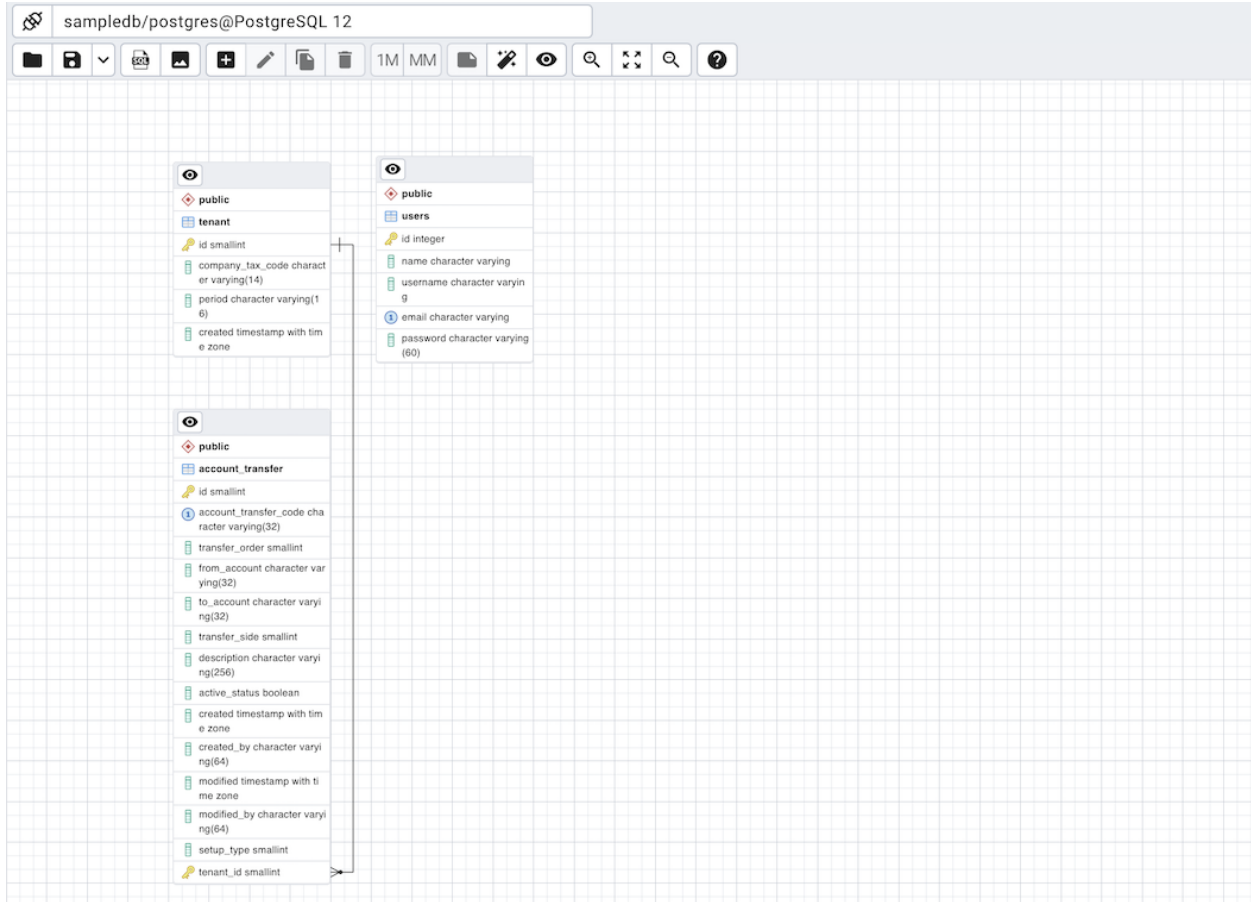 sampledb/postgres@PostgreSQL 12
SQL 1M MM
public
tenant
id smallint
company_tax_code charact
er varying(14)
period character varying(1
6)
created timestamp with tim
e zone
public
users
id integer
name character varying
username character varyin
g
1 email character varying
password character varying
(60)
public
account_transfer
id smallint
1 account_transfer_code cha
racter varying(32)
transfer_order smallint
from_account character var
ying(32)
to_account character varyi
ng(32)
transfer_side smallint
description character varyi
ng(256)
active_status boolean
created timestamp with tim
e zone
created_by character varyi
ng(64)
modified timestamp with ti
me zone
modified_by character varyi
ng(64)
setup_type smallint
tenant_id smallint